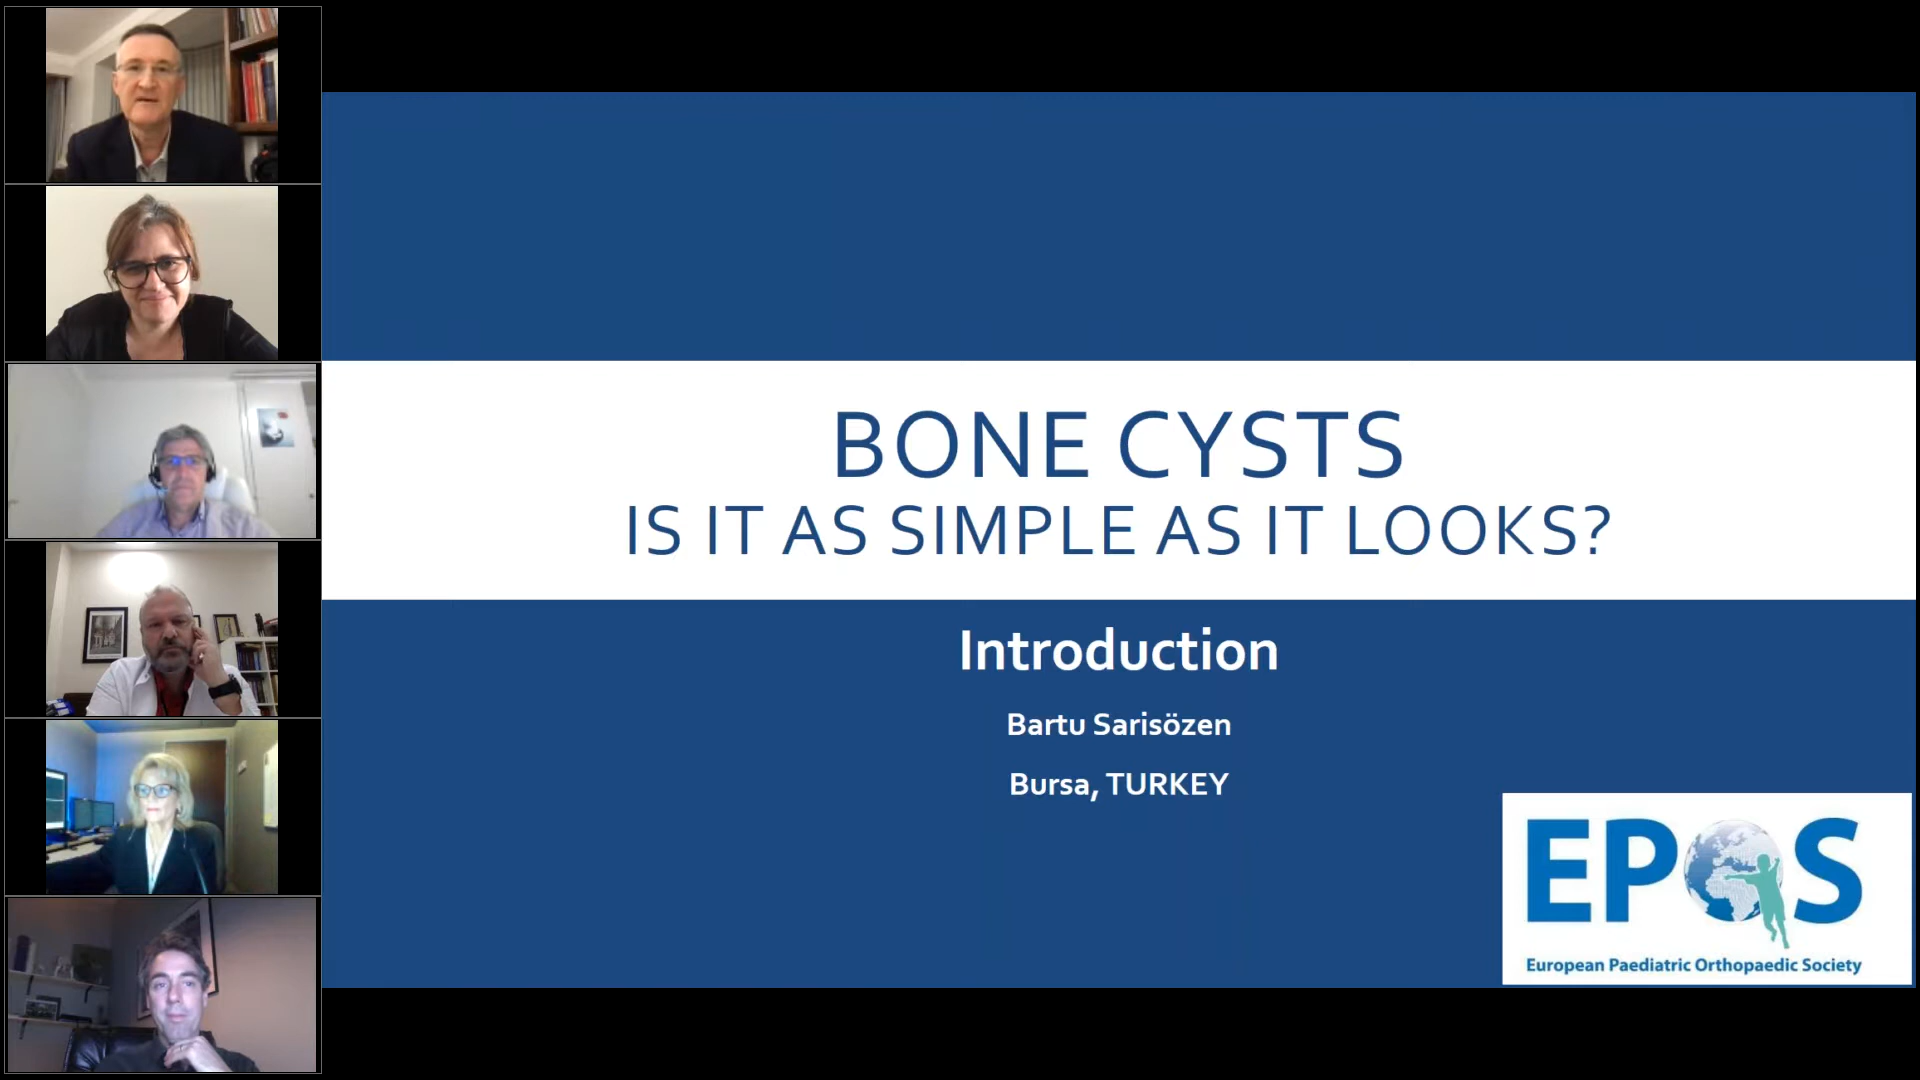 BONE CYSTS
IS IT AS SIMPLE AS IT LOOKS?
Introduction
Bartu Sarisözen
Bursa, TURKEY
EPOS
European Paediatric Orthopaedic Society